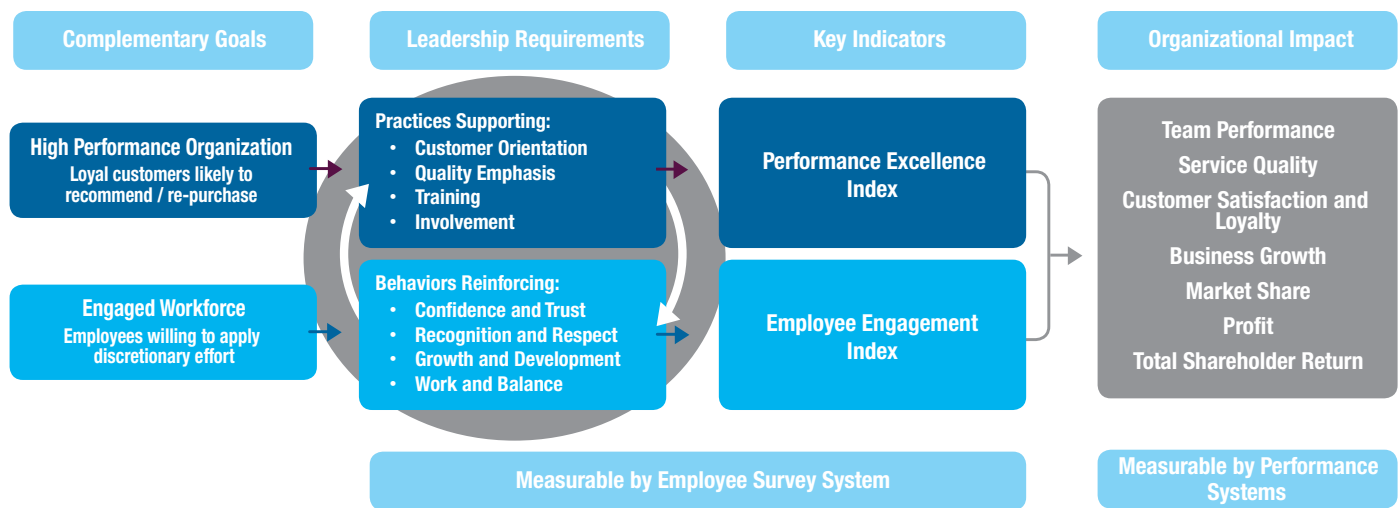 Complementary Goals
Leadership Requirements
Key Indicators
Organizational Impact
High Performance Organization
Loyal customers likely to
recommend / re-purchase
Practices Supporting:
• Customer Orientation
• Quality Emphasis
• Training
• Involvement
Performance Excellence
Index
Engaged Workforce
Employees willing to apply
discretionary effort
Behaviors Reinforcing:
• Confidence and Trust
• Recognition and Respect
• Growth and Development
• Work and Balance
Employee Engagement
Index
Team Performance
Service Quality
Customer Satisfaction and
Loyalty
Business Growth
Market Share
Profit
Total Shareholder Return
Measurable by Employee Survey System
Measurable by Performance
Systems